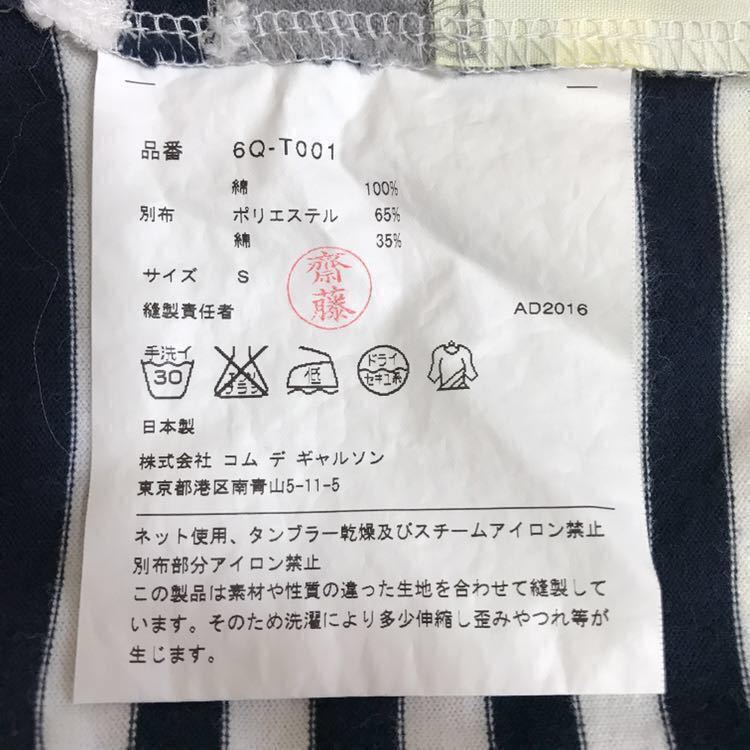 品番 6Q-T001
綿 100%
別布 ポリエステル 65%
綿 35%
サイズ S
齋藤
縫製責任者 AD2016
手洗イ 30 エンソ サラシ 低 ドライ セキユ系
日本製
株式会社 コム デ ギャルソン
東京都港区南青山5-11-5
ネット使用、タンブラー乾燥及びスチームアイロン禁止
別布部分アイロン禁止
この製品は素材や性質の違った生地を合わせて縫製して
います。そのため洗濯により多少伸縮し歪みやつれ等が
生じます。